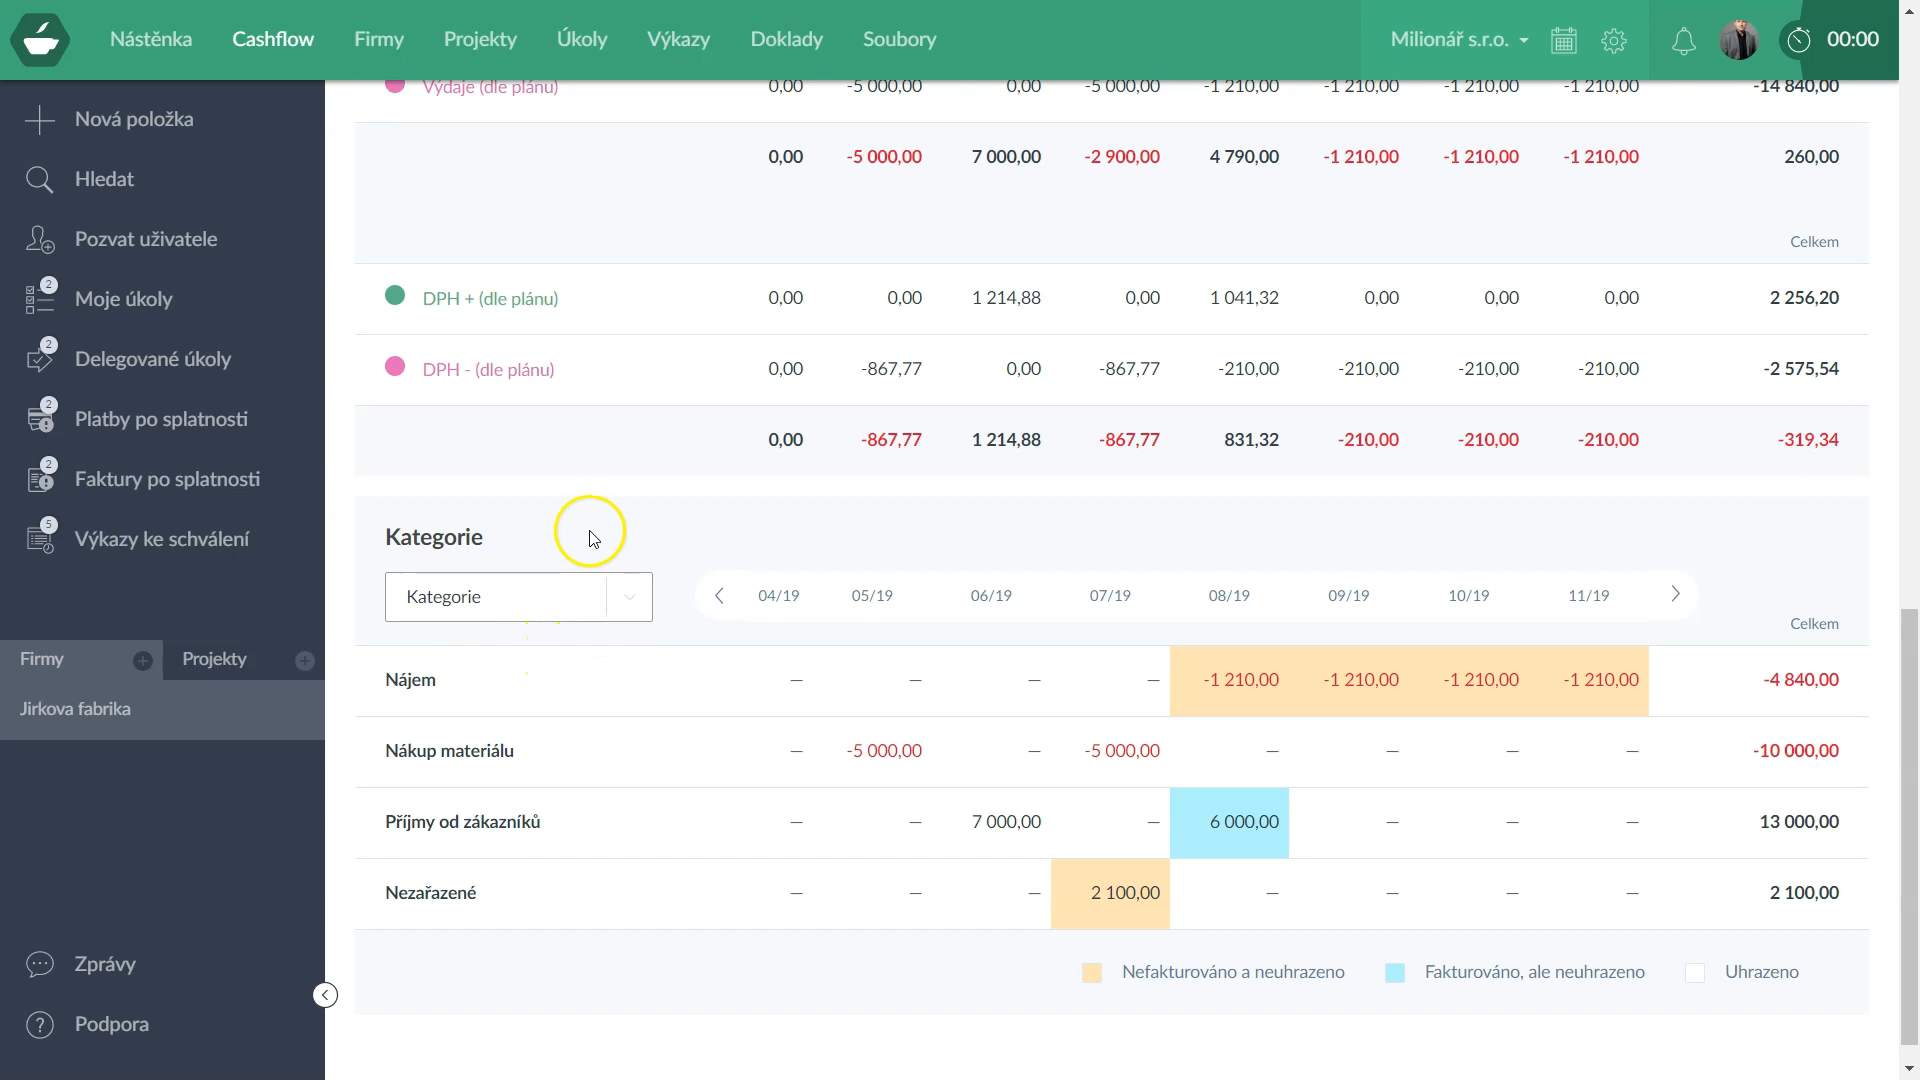 Nástěnka Cashflow Firmy Projekty Úkoly Výkazy Doklady Soubory Milionář s.r.o. 00:00
Nová položka
Hledat
Pozvat uživatele
2
Moje úkoly
2
Delegované úkoly
2
Platby po splatnosti
2
Faktury po splatnosti
5
Výkazy ke schválení
Firmy Projekty
Jirkova fabrika
Zprávy
Podpora
Výdaje (dle plánu) 0,00 -5 000,00 0,00 -5 000,00 -1 210,00 -1 210,00 -1 210,00 -1 210,00 -14 840,00
0,00 -5 000,00 7 000,00 -2 900,00 4 790,00 -1 210,00 -1 210,00 -1 210,00 260,00
Celkem
DPH + (dle plánu) 0,00 0,00 1 214,88 0,00 1 041,32 0,00 0,00 0,00 2 256,20
DPH - (dle plánu) 0,00 -867,77 0,00 -867,77 -210,00 -210,00 -210,00 -210,00 -2 575,54
0,00 -867,77 1 214,88 -867,77 831,32 -210,00 -210,00 -210,00 -319,34
Kategorie
Kategorie 04/19 05/19 06/19 07/19 08/19 09/19 10/19 11/19
Celkem
Nájem — — — — -1 210,00 -1 210,00 -1 210,00 -1 210,00 -4 840,00
Nákup materiálu — -5 000,00 — -5 000,00 — — — — -10 000,00
Příjmy od zákazníků — — 7 000,00 — 6 000,00 — — — 13 000,00
Nezařazené — — — 2 100,00 — — — — 2 100,00
Nefakturováno a neuhrazeno Fakturováno, ale neuhrazeno Uhrazeno